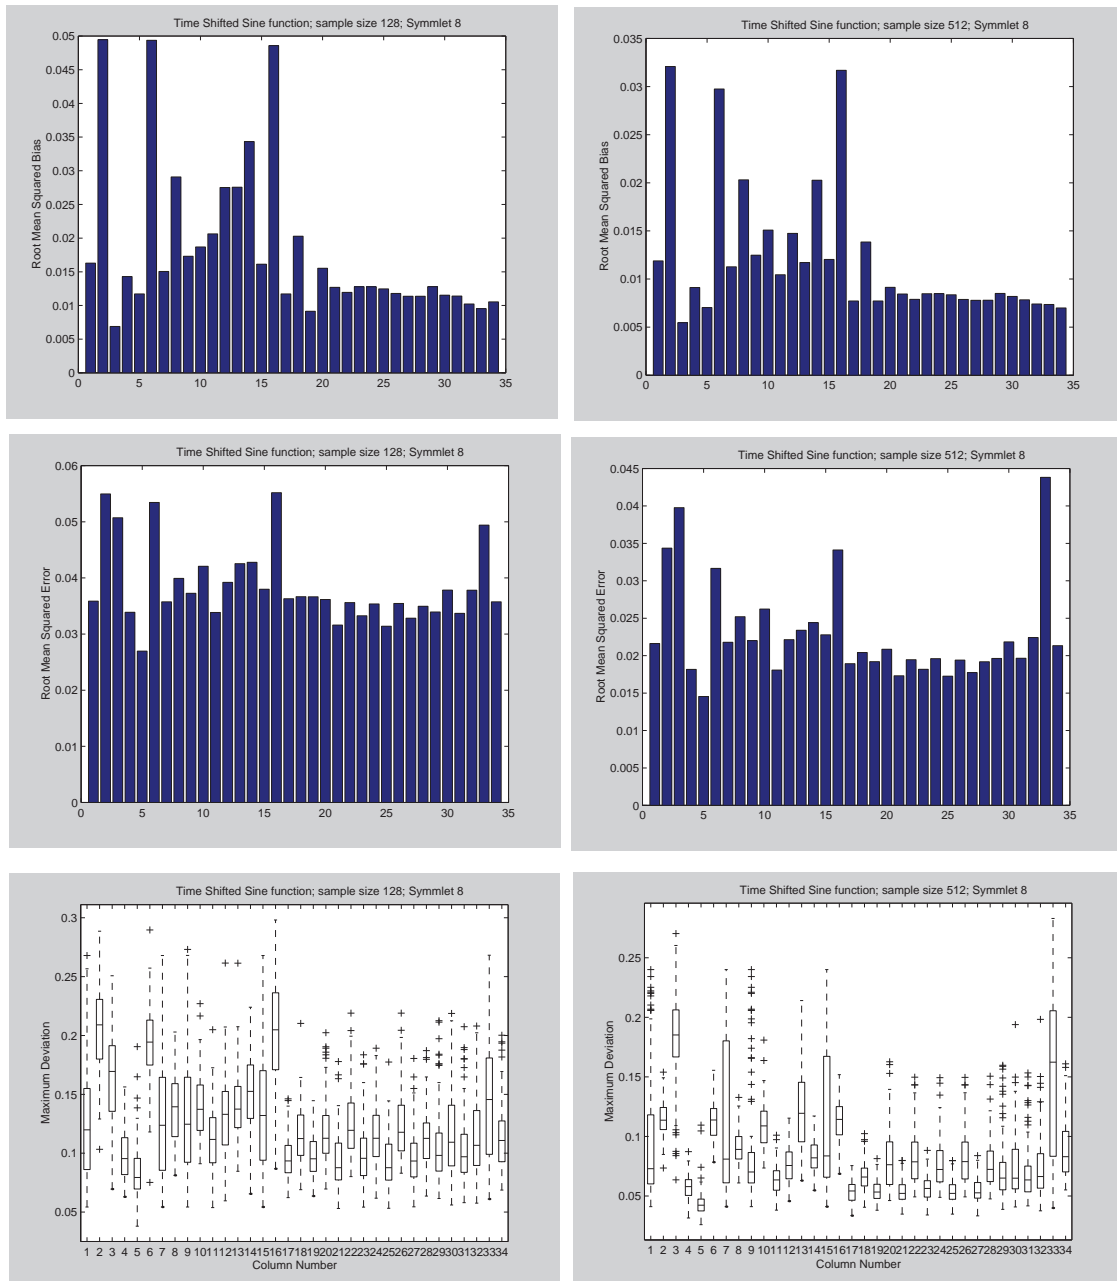 Time Shifted Sine function; sample size 128; Symmlet 8
0.05
0.045
0.04
0.035
0.03
0.025
0.02
0.015
0.01
0.005
0
Root Mean Squared Bias
0 5 10 15 20 25 30 35
Time Shifted Sine function; sample size 512; Symmlet 8
0.035
0.03
0.025
0.02
0.015
0.01
0.005
0
Root Mean Squared Bias
0 5 10 15 20 25 30 35
Time Shifted Sine function; sample size 128; Symmlet 8
0.06
0.05
0.04
0.03
0.02
0.01
0
Root Mean Squared Error
0 5 10 15 20 25 30 35
Time Shifted Sine function; sample size 512; Symmlet 8
0.045
0.04
0.035
0.03
0.025
0.02
0.015
0.01
0.005
0
Root Mean Squared Error
0 5 10 15 20 25 30 35
Time Shifted Sine function; sample size 128; Symmlet 8
0.3
0.25
0.2
0.15
0.1
0.05
Maximum Deviation
1 2 3 4 5 6 7 8 9 10111213141516171819202122232425262728293031323334
Column Number
Time Shifted Sine function; sample size 512; Symmlet 8
0.25
0.2
0.15
0.1
0.05
Maximum Deviation
1 2 3 4 5 6 7 8 9 10111213141516171819202122232425262728293031323334
Column Number